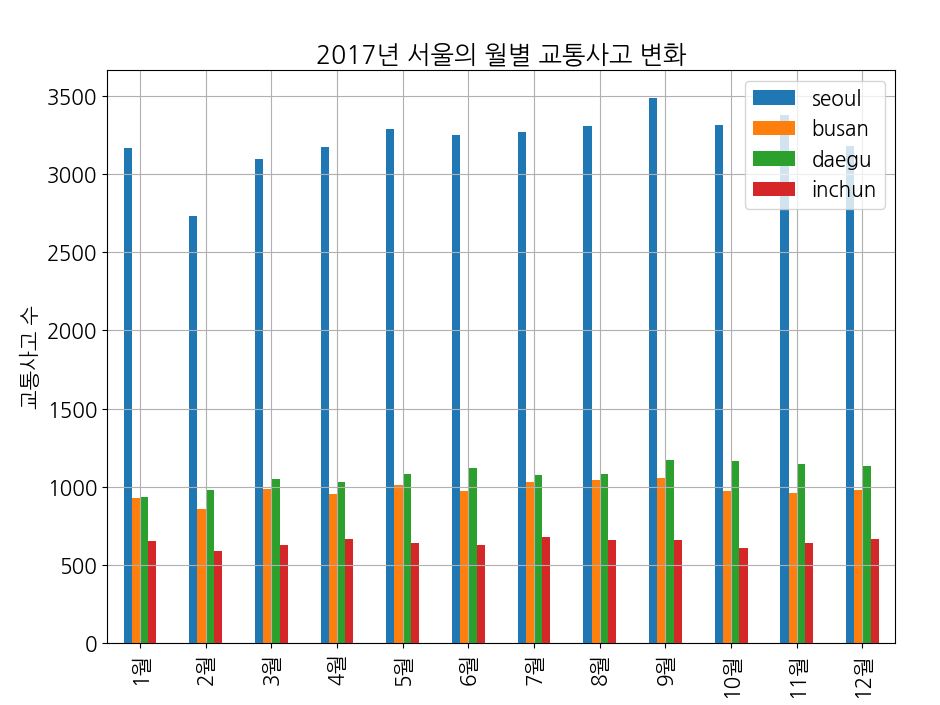 2017년 서울의 월별 교통사고 변화
seoul
busan
daegu
inchun
3500
3000
2500
2000
1500
1000
500
0
교통사고 수
1월
2월
3월
4월
5월
6월
7월
8월
9월
10월
11월
12월